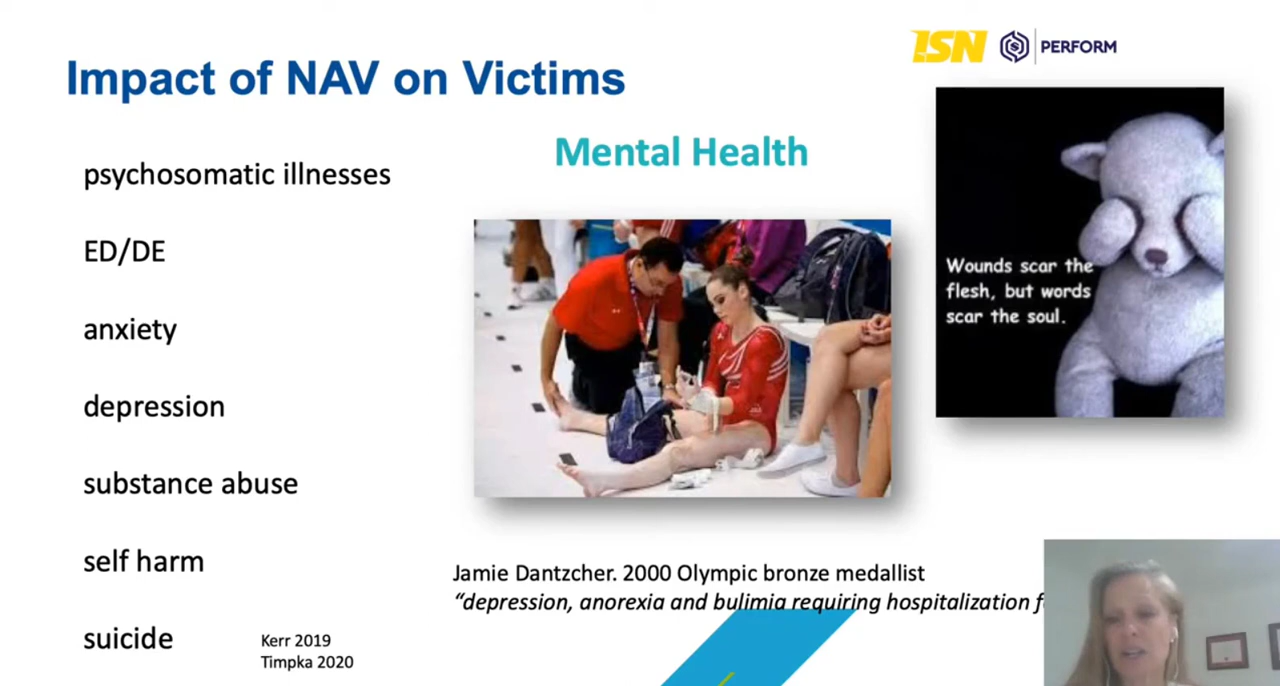 Impact of NAV on Victims
ISN PERFORM
Mental Health
psychosomatic illnesses
ED/DE
anxiety
depression
substance abuse
self harm
suicide
Kerr 2019
Timpka 2020
Wounds scar the
flesh, but words
scar the soul.
Jamie Dantzcher. 2000 Olympic bronze medallist
“depression, anorexia and bulimia requiring hospitalization